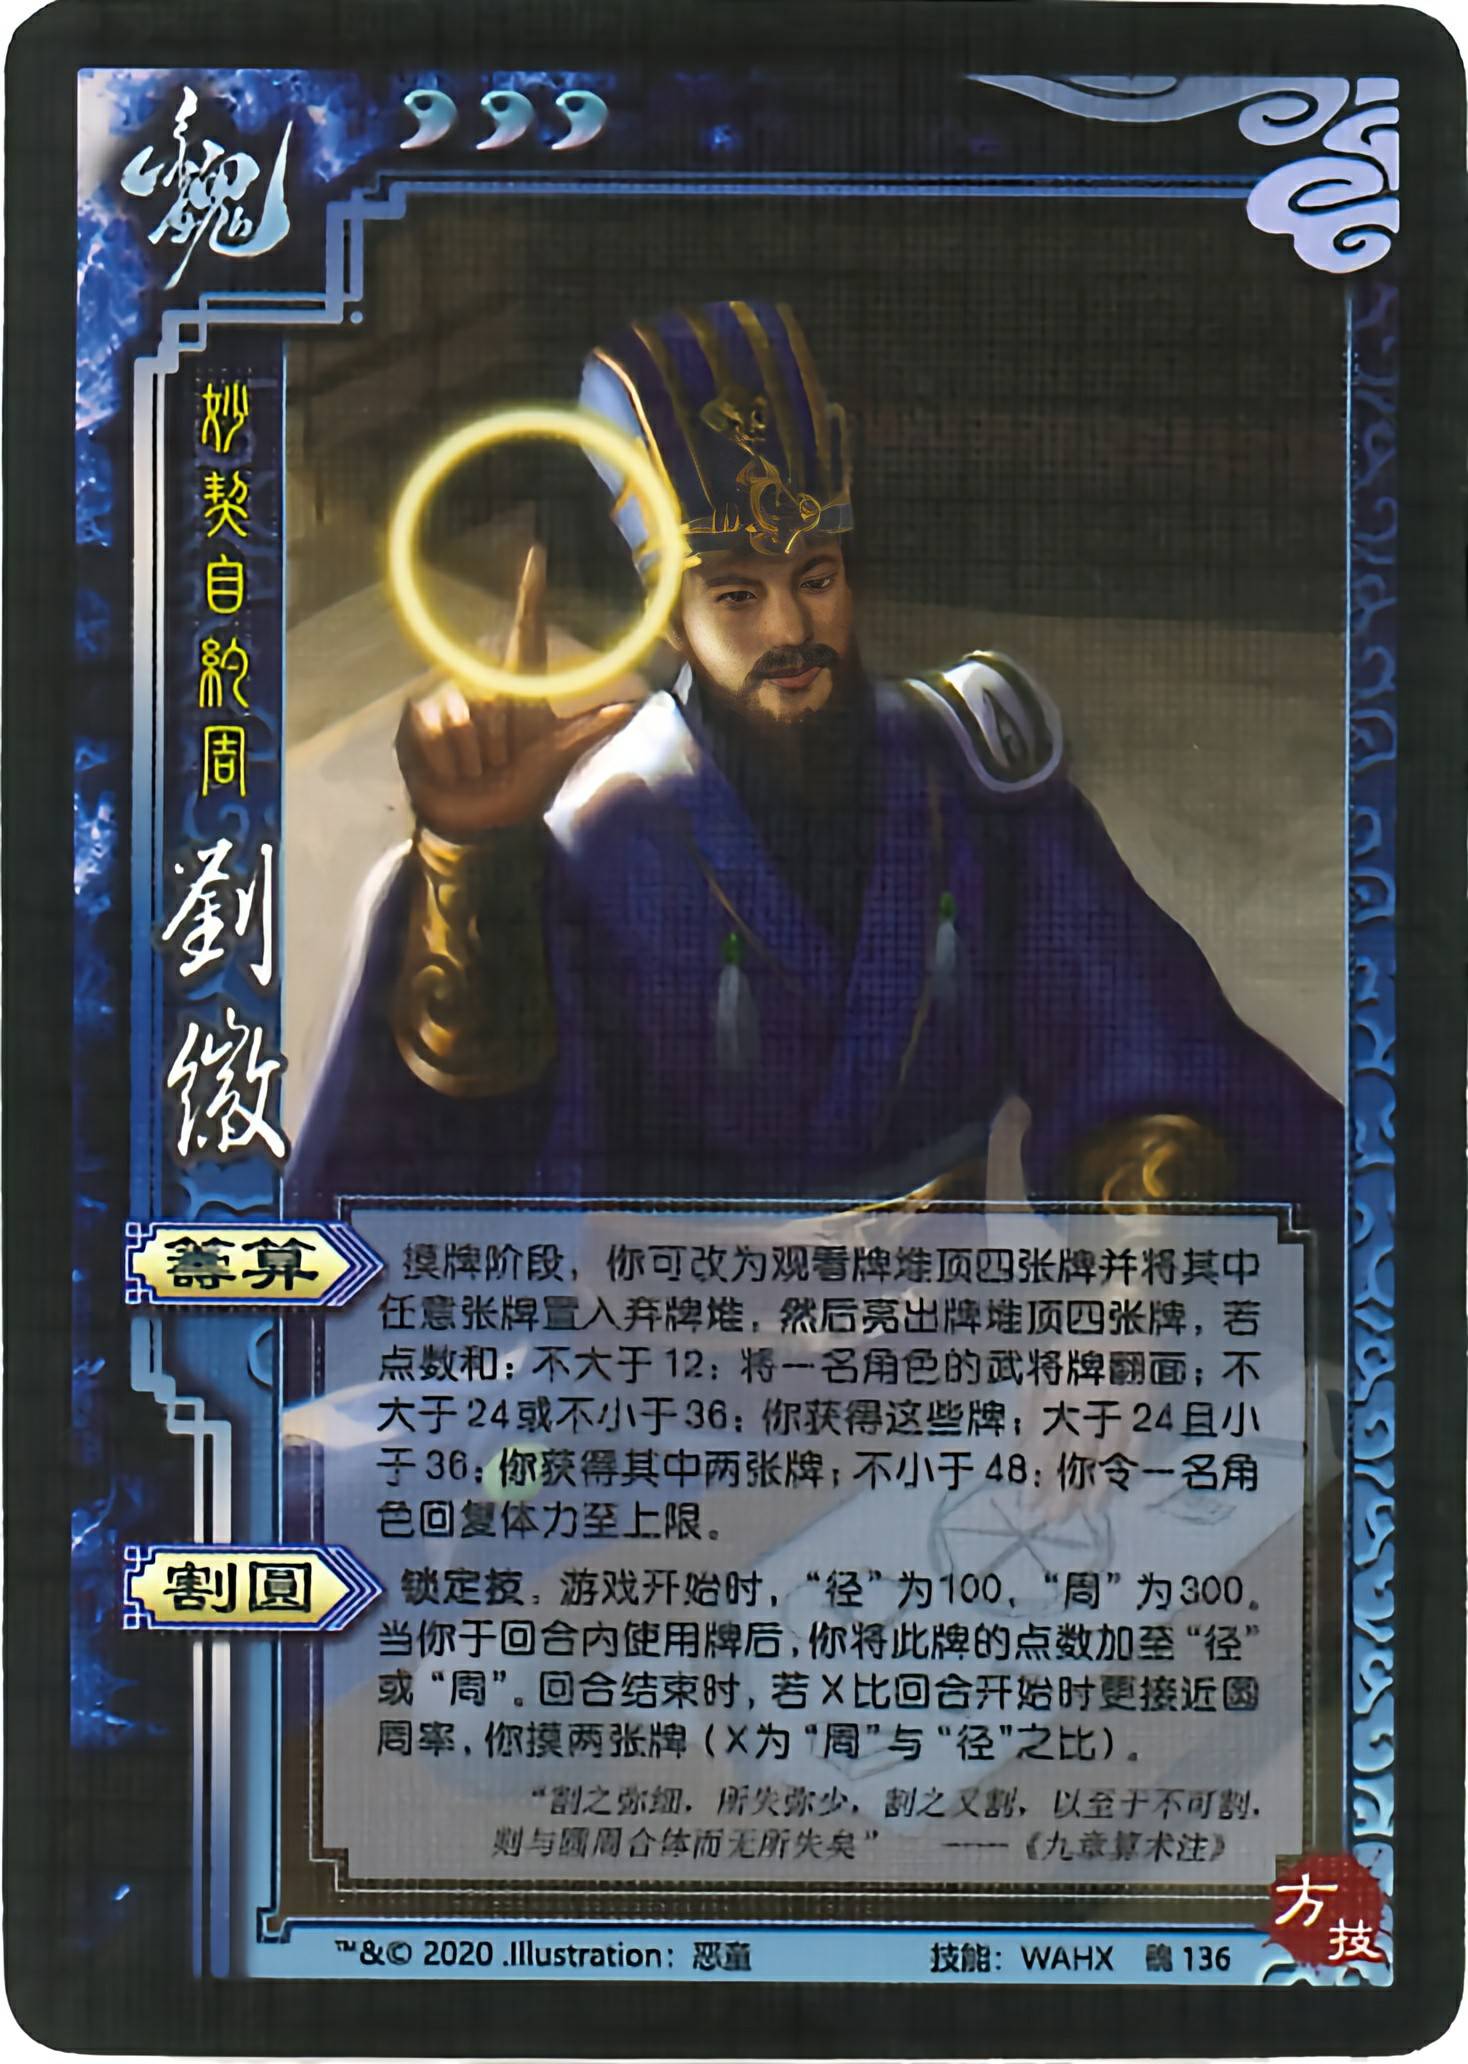 魏
妙契自約周
劉徽
籌算
摸牌阶段，你可改为观看牌堆顶四张牌并将其中
任意张牌置入弃牌堆，然后亮出牌堆顶四张牌，若
点数和：不大于12：将一名角色的武将牌翻面；不
大于24或不小于36：你获得这些牌；大于24且小
于36：你获得其中两张牌；不小于48：你令一名角
色回复体力至上限。
割圓
锁定技，游戏开始时，“径”为100，“周”为300。
当你于回合内使用牌后，你将此牌的点数加至“径”
或“周”。回合结束时，若X比回合开始时更接近圆
周率，你摸两张牌（X为“周”与“径”之比）。
“割之弥细，所失弥少，割之又割，以至于不可割，
则与圆周合体而无所失矣” ——《九章算术注》
方技
™&© 2020 .Illustration：恶童 技能：WAHX 魏 136